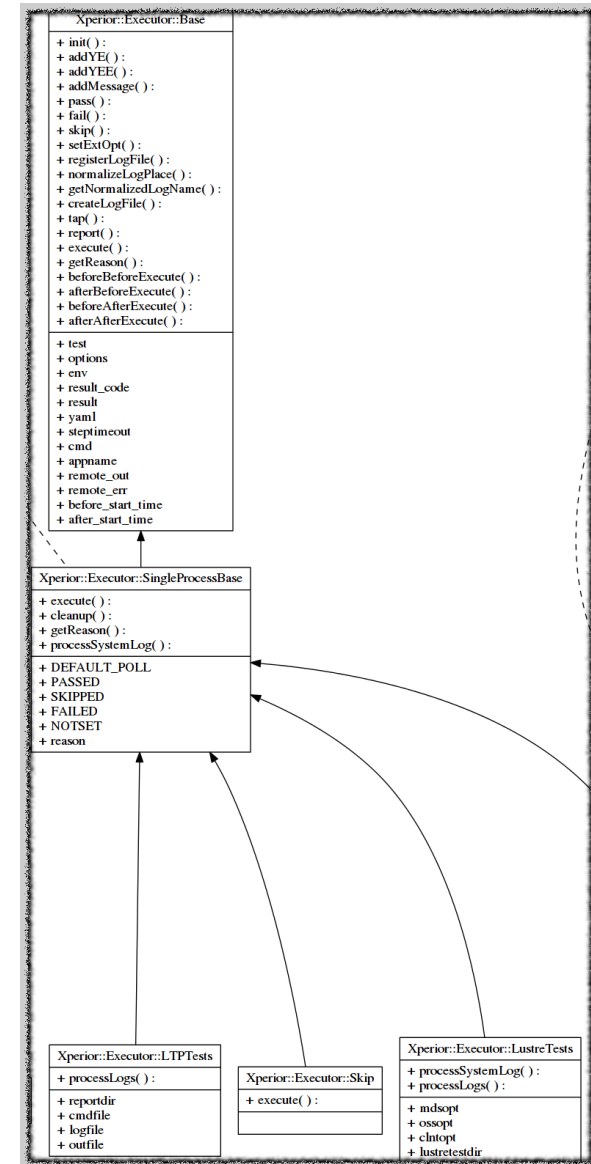 Xperior::Executor::Base
+ init( ) :
+ addYE( ) :
+ addYEE( ) :
+ addMessage( ) :
+ pass( ) :
+ fail( ) :
+ skip( ) :
+ setExtOpt( ) :
+ registerLogFile( ) :
+ normalizeLogPlace( ) :
+ getNormalizedLogName( ) :
+ createLogFile( ) :
+ tap( ) :
+ report( ) :
+ execute( ) :
+ getReason( ) :
+ beforeBeforeExecute( ) :
+ afterBeforeExecute( ) :
+ beforeAfterExecute( ) :
+ afterAfterExecute( ) :
+ test
+ options
+ env
+ result_code
+ result
+ yaml
+ steptimeout
+ cmd
+ appname
+ remote_out
+ remote_err
+ before_start_time
+ after_start_time
Xperior::Executor::SingleProcessBase
+ execute( ) :
+ cleanup( ) :
+ getReason( ) :
+ processSystemLog( ) :
+ DEFAULT_POLL
+ PASSED
+ SKIPPED
+ FAILED
+ NOTSET
+ reason
Xperior::Executor::LTPTests
+ processLogs( ) :
+ reportdir
+ cmdfile
+ logfile
+ outfile
Xperior::Executor::Skip
+ execute( ) :
Xperior::Executor::LustreTests
+ processSystemLog( ) :
+ processLogs( ) :
+ mdsopt
+ ossopt
+ clntopt
+ lustretestdir